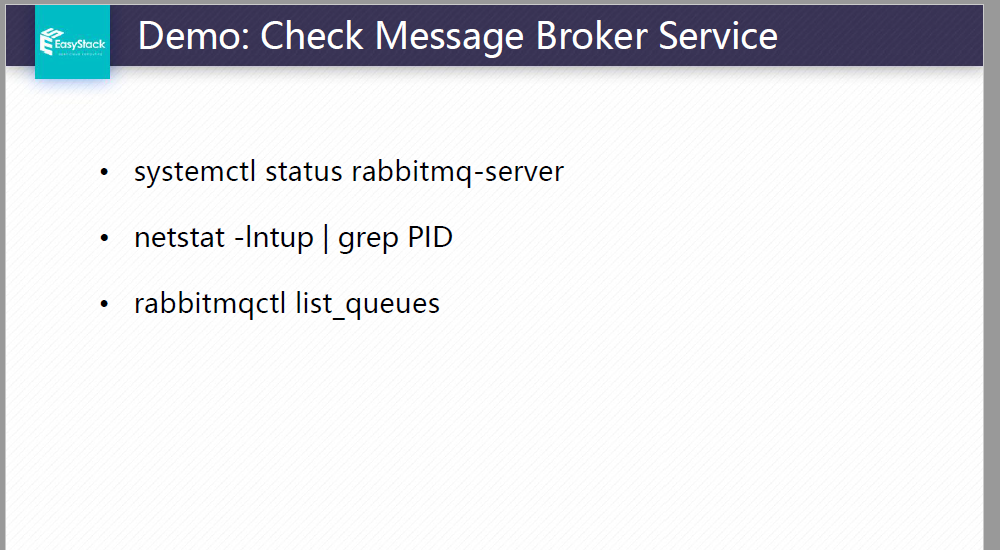 EasyStack
Demo: Check Message Broker Service
• systemctl status rabbitmq-server
• netstat -lntup | grep PID
• rabbitmqctl list_queues